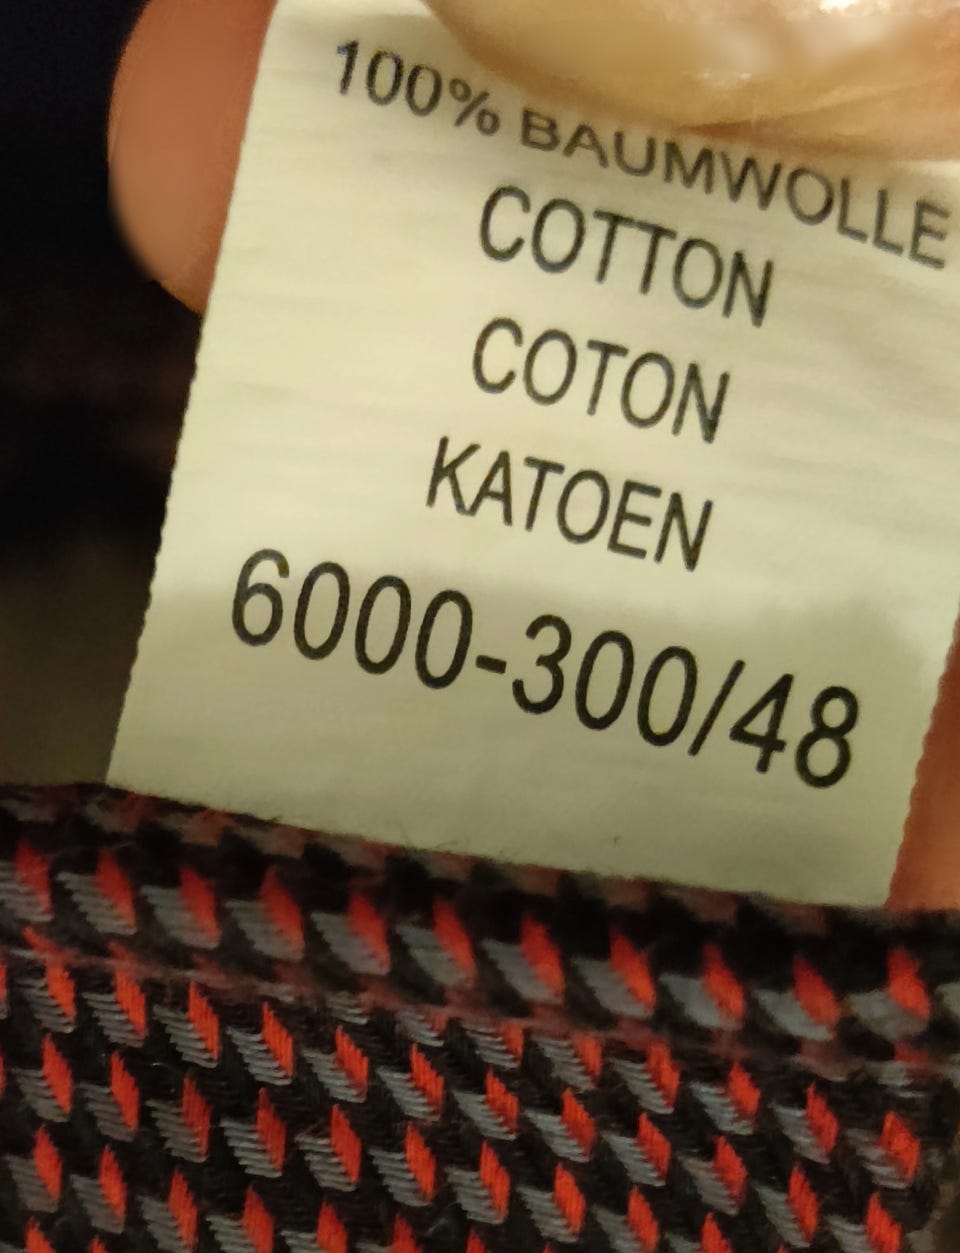 100% BAUMWOLLE
COTTON
COTON
KATOEN
6000-300/48